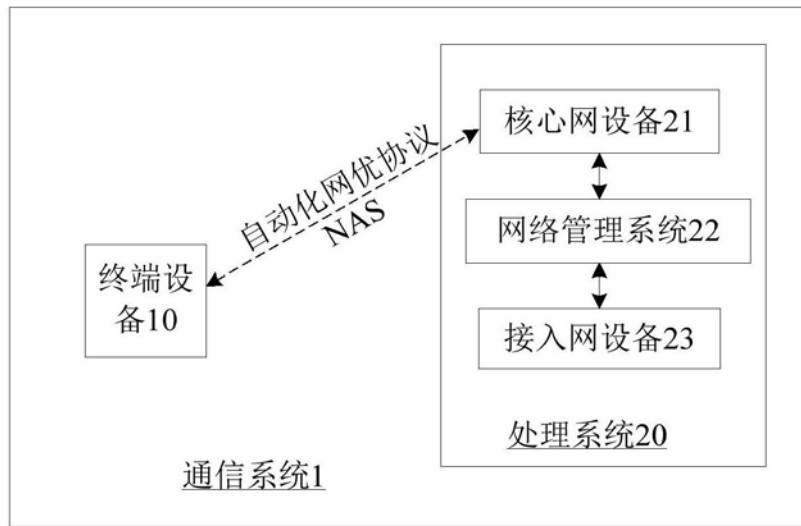 核心网设备21
自动化网优协议
NAS
网络管理系统22
终端设
备10
接入网设备23
处理系统20
通信系统1